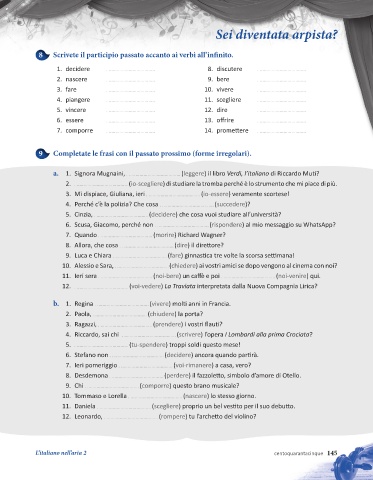 Sei diventata arpista?
8 Scrivete il participio passato accanto ai verbi all'infinito.
1. decidere
2. nascere
3. fare
4. piangere
5. vincere
6. essere
7. comporre
8. discutere
9. bere
10. vivere
11. scegliere
12. dire
13. offrire
14. promettere
9 Completate le frasi con il passato prossimo (forme irregolari).
a. 1. Signora Mugnaini, (leggere) il libro Verdi, l'italiano di Riccardo Muti?
2. (io-scegliere) di studiare la tromba perché è lo strumento che mi piace di più.
3. Mi dispiace, Giuliana, ieri (io-essere) veramente scortese!
4. Perché c'è la polizia? Che cosa (succedere)?
5. Cinzia, (decidere) che cosa vuoi studiare all'università?
6. Scusa, Giacomo, perché non (rispondere) al mio messaggio su WhatsApp?
7. Quando (morire) Richard Wagner?
8. Allora, che cosa (dire) il direttore?
9. Luca e Chiara (fare) ginnastica tre volte la scorsa settimana!
10. Alessio e Sara, (chiedere) ai vostri amici se dopo vengono al cinema con noi?
11. Ieri sera (noi-bere) un caffè e poi (noi-venire) qui.
12. (voi-vedere) La Traviata interpretata dalla Nuova Compagnia Lirica?
b. 1. Regina (vivere) molti anni in Francia.
2. Paola, (chiudere) la porta?
3. Ragazzi, (prendere) i vostri flauti?
4. Riccardo, sai chi (scrivere) l'opera I Lombardi alla prima Crociata?
5. (tu-spendere) troppi soldi questo mese!
6. Stefano non (decidere) ancora quando partirà.
7. Ieri pomeriggio (voi-rimanere) a casa, vero?
8. Desdemona (perdere) il fazzoletto, simbolo d'amore di Otello.
9. Chi (comporre) questo brano musicale?
10. Tommaso e Lorella (nascere) lo stesso giorno.
11. Daniela (scegliere) proprio un bel vestito per il suo debutto.
12. Leonardo, (rompere) tu l'archetto del violino?
L'italiano nell'arte 2
centoquarantacinque 145